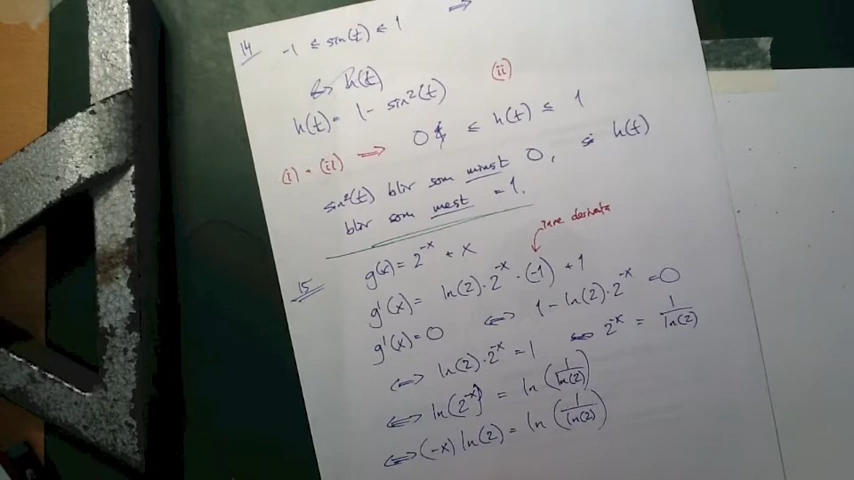 14 -1 ≤ sin(t) ≤ 1 ⇒
⇔ h(t)
h(t) = 1 - sin²(t) (ii)
(i) + (ii) ⇒ 0 ≤ h(t) ≤ 1
sin²(t) blir som minst 0, så h(t)
blir som mest = 1.
inre derivata
15 g(x) = 2^-x + x
g'(x) = ln(2) · 2^-x · (-1) + 1
g'(x) = 0 ⇔ 1 - ln(2) · 2^-x = 0
⇔ ln(2) · 2^-x = 1 ⇔ 2^-x = 1/ln(2)
⇔ ln(2^-x) = ln(1/ln(2))
⇔ (-x) ln(2) = ln(1/ln(2))